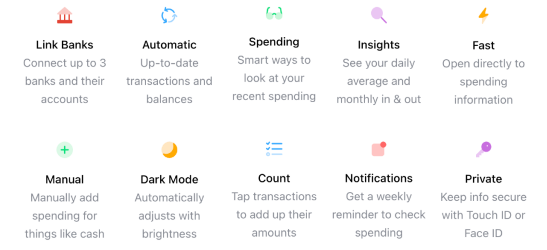 Link Banks
Connect up to 3
banks and their
accounts
Automatic
Up-to-date
transactions and
balances
Spending
Smart ways to
look at your
recent spending
Insights
See your daily
average and
monthly in & out
Fast
Open directly to
spending
information
Manual
Manually add
spending for
things like cash
Dark Mode
Automatically
adjusts with
brightness
Count
Tap transactions
to add up their
amounts
Notifications
Get a weekly
reminder to check
spending
Private
Keep info secure
with Touch ID or
Face ID